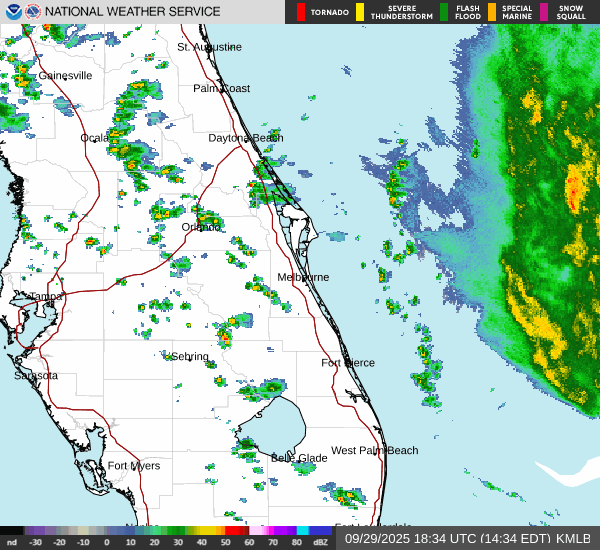 NATIONAL WEATHER SERVICE
TORNADO
SEVERE THUNDERSTORM
FLASH FLOOD
SPECIAL MARINE
SNOW SQUALL
St. Augustine
Gainesville
Palm Coast
Ocala
Daytona Beach
Orlando
Melbourne
Tampa
Sebring
Fort Pierce
Sarasota
West Palm Beach
Belle Glade
Fort Myers
nd -30 -20 -10 0 10 20 30 40 50 60 70 80 dBZ
09/29/2025 18:34 UTC (14:34 EDT) KMLB